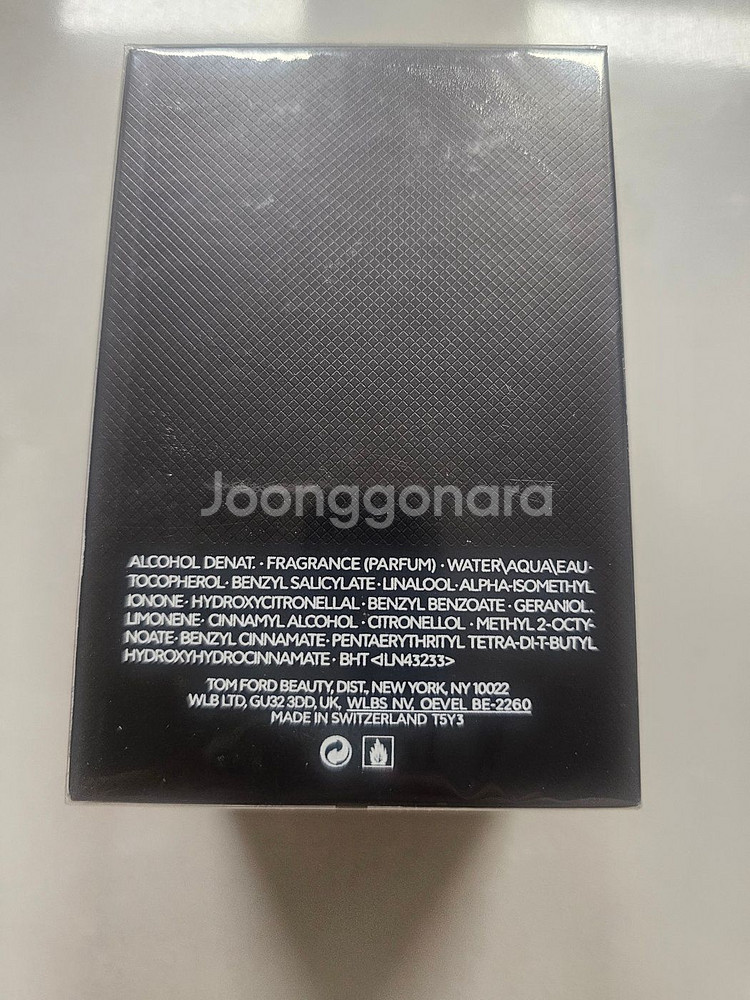 Joonggonara
ALCOHOL DENAT. · FRAGRANCE (PARFUM) · WATER\AQUA\EAU ·
TOCOPHEROL · BENZYL SALICYLATE · LINALOOL · ALPHA-ISOMETHYL
IONONE · HYDROXYCITRONELLAL · BENZYL BENZOATE · GERANIOL ·
LIMONENE · CINNAMYL ALCOHOL · CITRONELLOL · METHYL 2-OCTY-
NOATE · BENZYL CINNAMATE · PENTAERYTHRITYL TETRA-DI-T-BUTYL
HYDROXYHYDROCINNAMATE · BHT <ILN43233>
TOM FORD BEAUTY, DIST., NEW YORK, NY 10022
WLB LTD, GU32 3DD, UK, WLBS NV, OEVEL BE-2260
MADE IN SWITZERLAND T5Y3